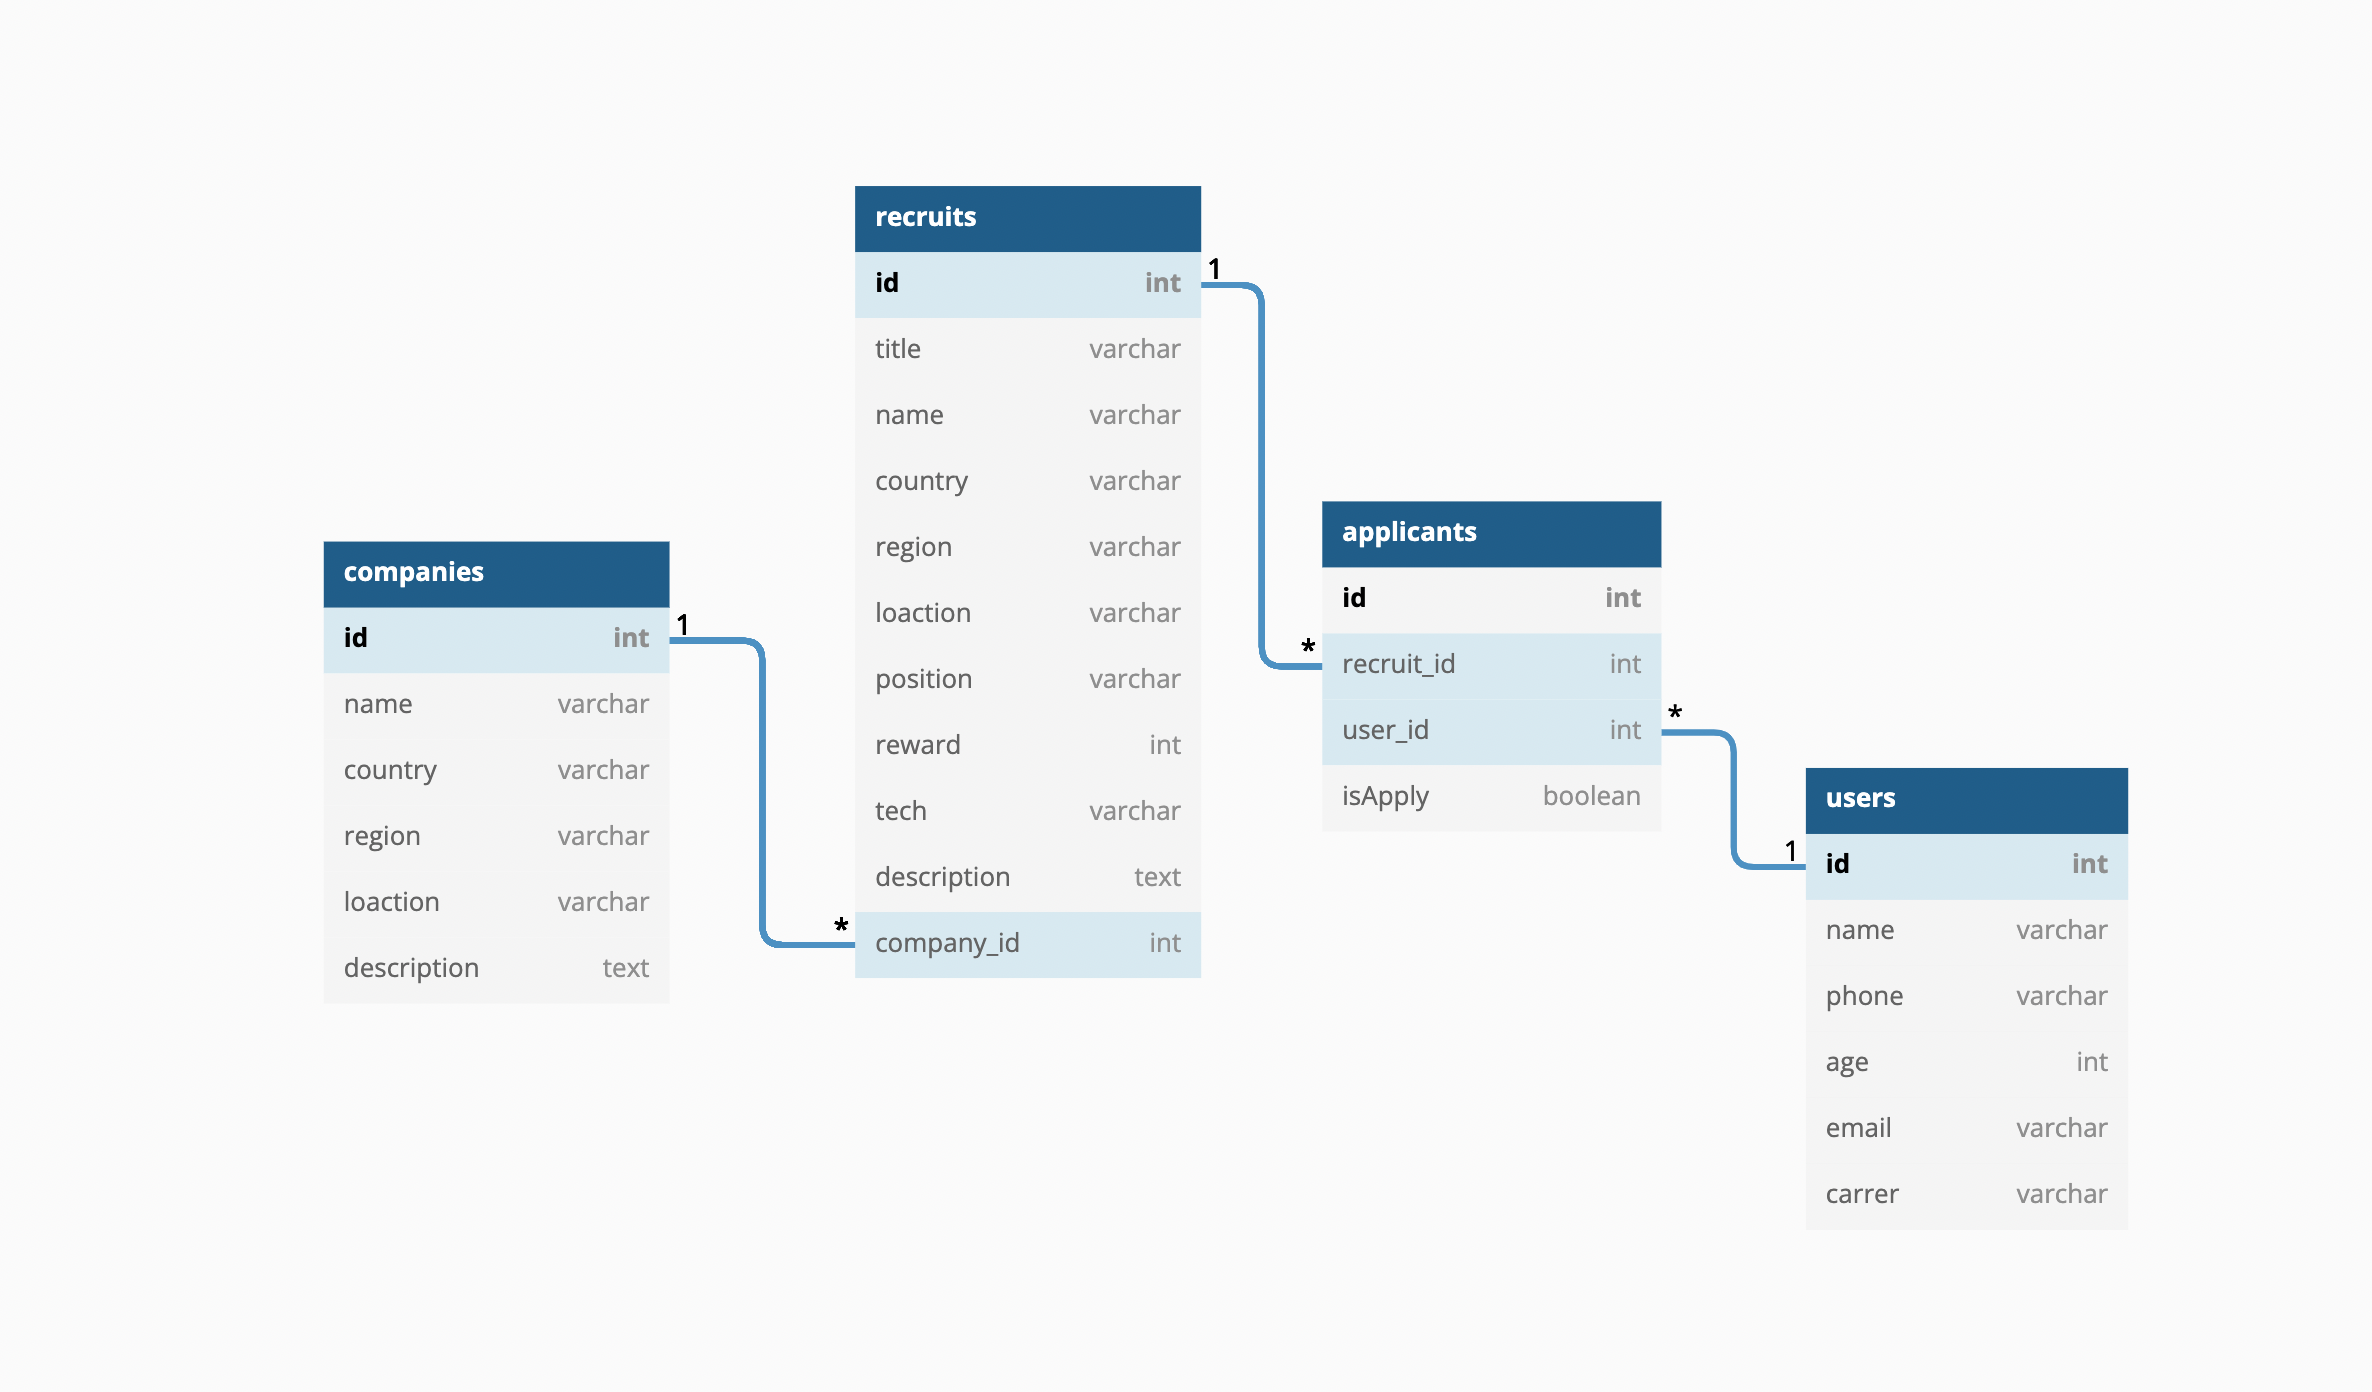 recruits
id int
title varchar
name varchar
country varchar
region varchar
loaction varchar
position varchar
reward int
tech varchar
description text
company_id int
companies
id int
name varchar
country varchar
region varchar
loaction varchar
description text
applicants
id int
recruit_id int
user_id int
isApply boolean
users
id int
name varchar
phone varchar
age int
email varchar
carrer varchar
1
*
1
*
*
1